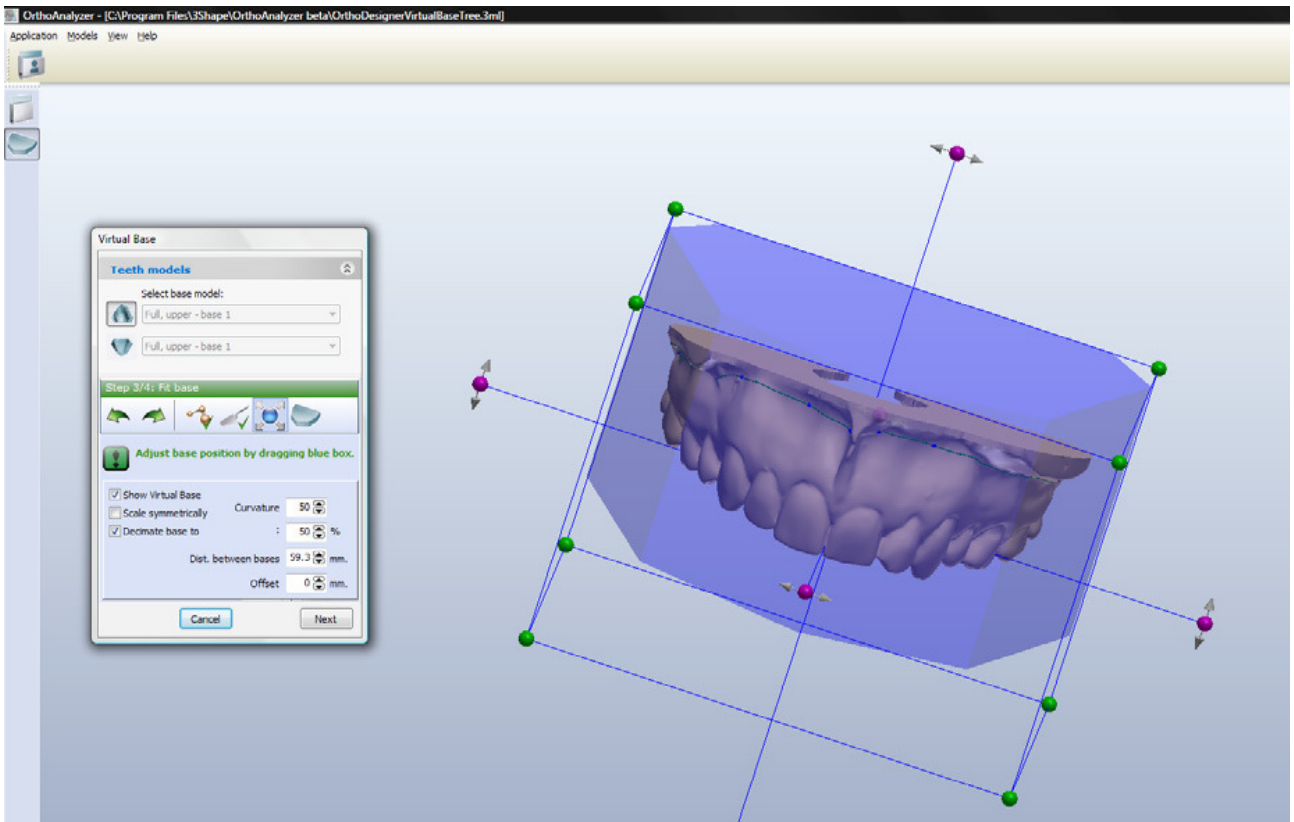 OrthoAnalyzer - [C:\Program Files\3Shape\OrthoAnalyzer beta\OrthoDesignerVirtualBaseTree.3ml]
Application Models View Help
Virtual Base
Teeth models
Select base model:
Full, upper - base 1
Full, upper - base 1
Step 3/4: Fit base
Adjust base position by dragging blue box.
Show Virtual Base
Curvature 50
Scale symmetrically
Decimate base to : 50 %
Dist. between bases 59.3 mm.
Offset 0 mm.
Cancel Next